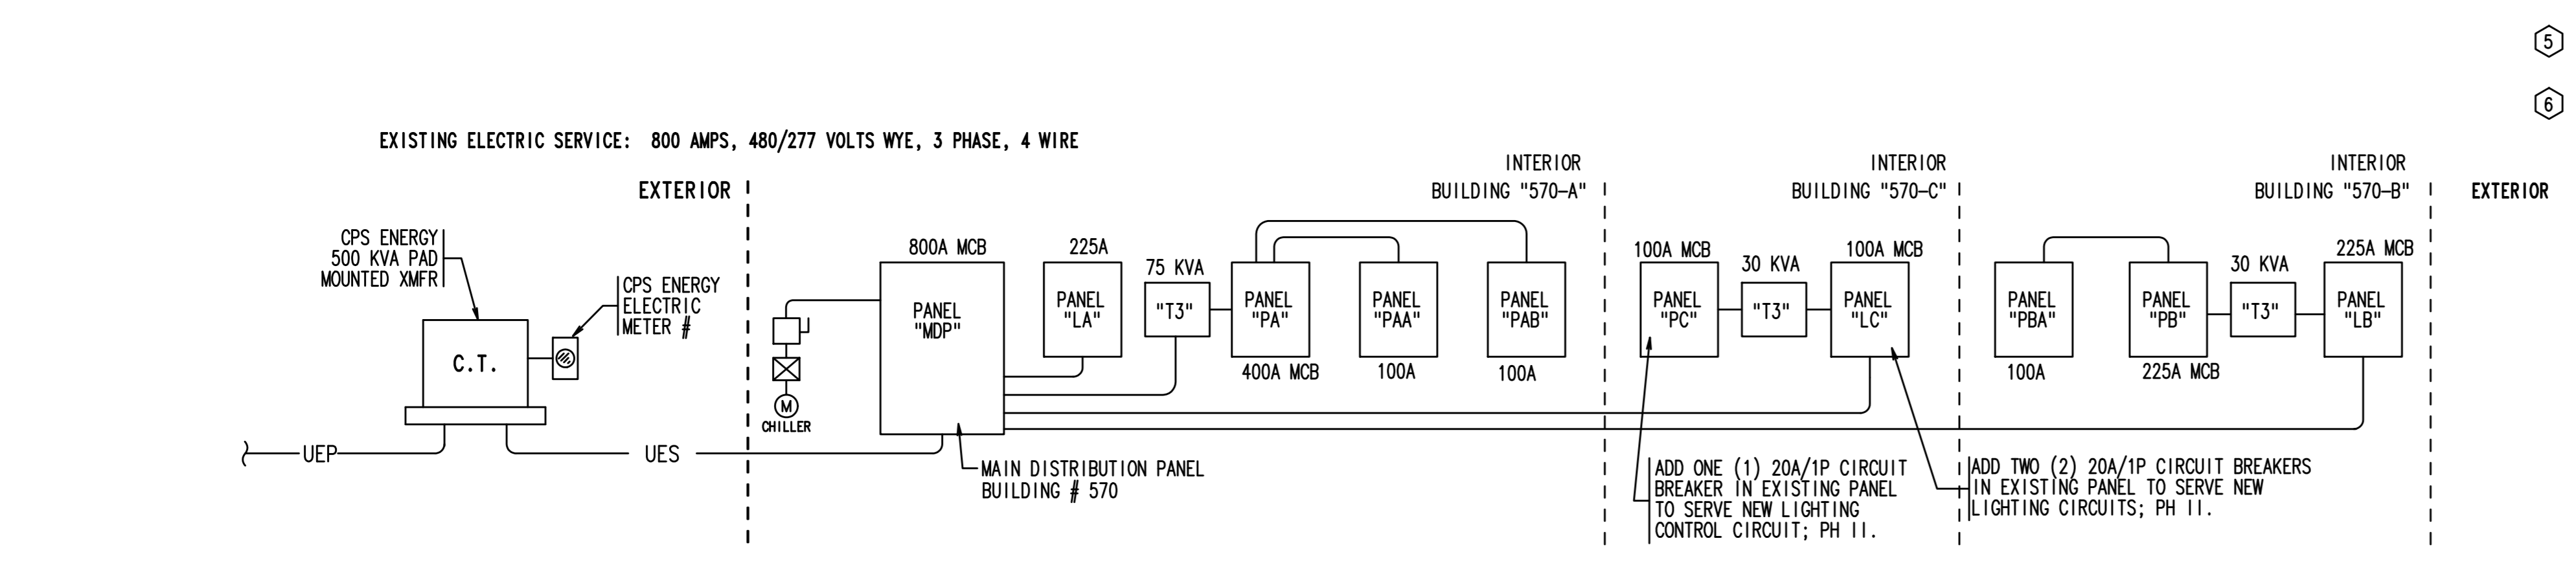 5
6
EXISTING ELECTRIC SERVICE: 800 AMPS, 480/277 VOLTS WYE, 3 PHASE, 4 WIRE
EXTERIOR
INTERIOR
BUILDING "570-A"
INTERIOR
BUILDING "570-C"
INTERIOR
BUILDING "570-B"
EXTERIOR
CPS ENERGY
500 KVA PAD
MOUNTED XMFR
CPS ENERGY
ELECTRIC
METER #
C.T.
UEP
UES
M
CHILLER
800A MCB
PANEL
"MDP"
MAIN DISTRIBUTION PANEL
BUILDING # 570
225A
PANEL
"LA"
75 KVA
"T3"
PANEL
"PA"
400A MCB
PANEL
"PAA"
100A
PANEL
"PAB"
100A
100A MCB
PANEL
"PC"
30 KVA
"T3"
100A MCB
PANEL
"LC"
ADD ONE (1) 20A/1P CIRCUIT
BREAKER IN EXISTING PANEL
TO SERVE NEW LIGHTING
CONTROL CIRCUIT; PH II.
PANEL
"PBA"
100A
PANEL
"PB"
225A MCB
30 KVA
"T3"
225A MCB
PANEL
"LB"
ADD TWO (2) 20A/1P CIRCUIT BREAKERS
IN EXISTING PANEL TO SERVE NEW
LIGHTING CIRCUITS; PH II.